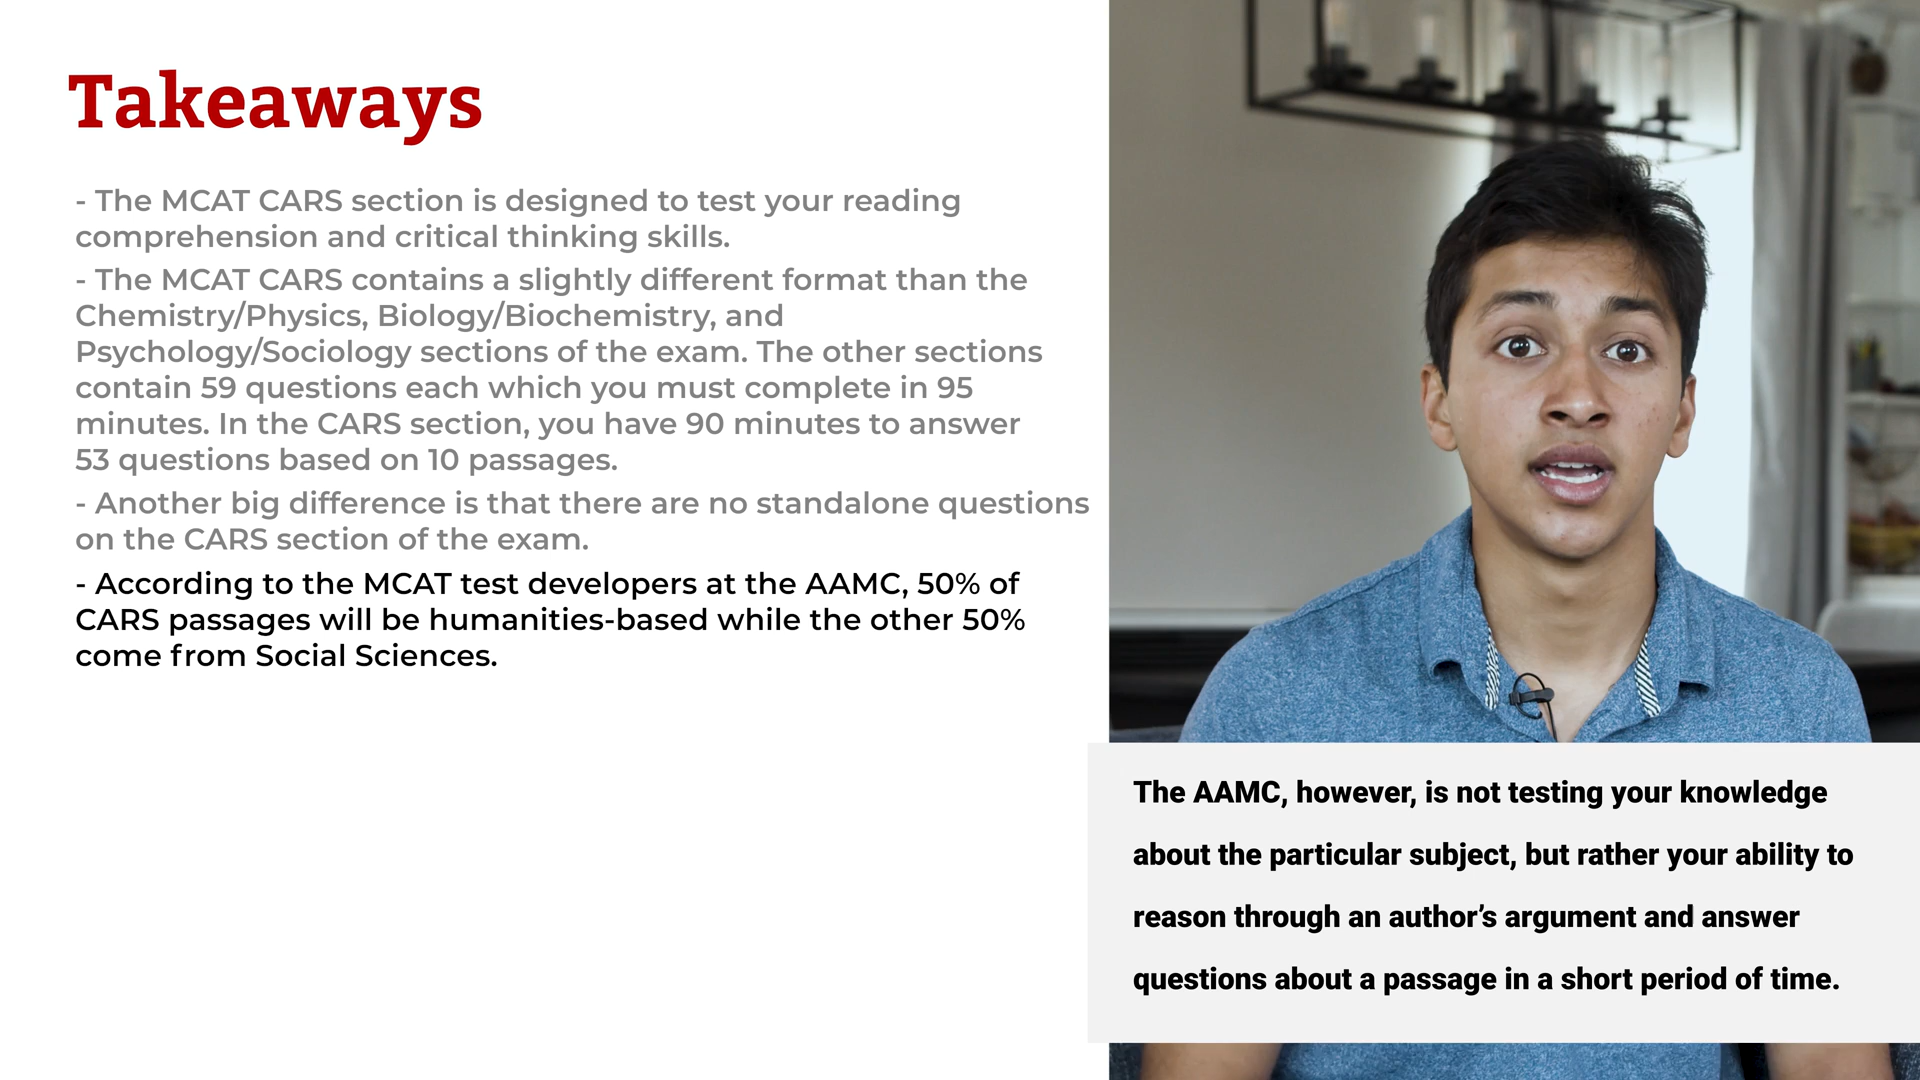 Takeaways
- The MCAT CARS section is designed to test your reading
comprehension and critical thinking skills.
- The MCAT CARS contains a slightly different format than the
Chemistry/Physics, Biology/Biochemistry, and
Psychology/Sociology sections of the exam. The other sections
contain 59 questions each which you must complete in 95
minutes. In the CARS section, you have 90 minutes to answer
53 questions based on 10 passages.
- Another big difference is that there are no standalone questions
on the CARS section of the exam.
- According to the MCAT test developers at the AAMC, 50% of
CARS passages will be humanities-based while the other 50%
come from Social Sciences.
The AAMC, however, is not testing your knowledge
about the particular subject, but rather your ability to
reason through an author’s argument and answer
questions about a passage in a short period of time.